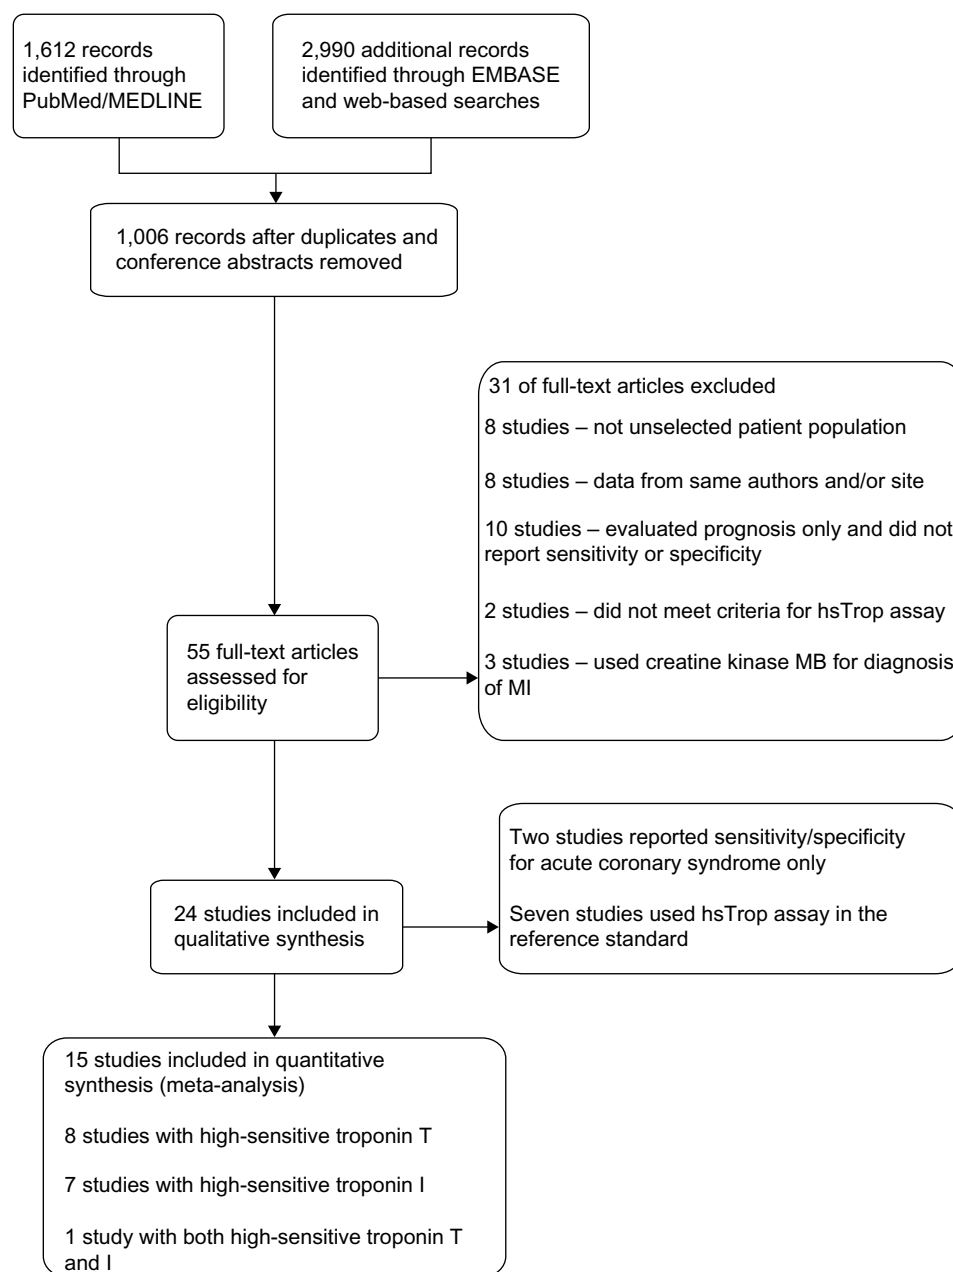 1,612 records
identified through
PubMed/MEDLINE
2,990 additional records
identified through EMBASE
and web-based searches
1,006 records after duplicates and
conference abstracts removed
31 of full-text articles excluded
8 studies – not unselected patient population
8 studies – data from same authors and/or site
10 studies – evaluated prognosis only and did not
report sensitivity or specificity
2 studies – did not meet criteria for hsTrop assay
3 studies – used creatine kinase MB for diagnosis
of MI
55 full-text articles
assessed for
eligibility
Two studies reported sensitivity/specificity
for acute coronary syndrome only
Seven studies used hsTrop assay in the
reference standard
24 studies included in
qualitative synthesis
15 studies included in quantitative
synthesis (meta-analysis)
8 studies with high-sensitive troponin T
7 studies with high-sensitive troponin I
1 study with both high-sensitive troponin T
and I